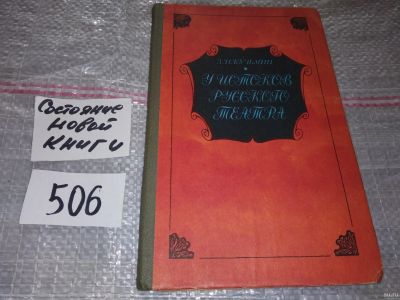 Состояние
новой
книги
506
У ИСТОКОВ
РУССКОГО
ТЕАТРА